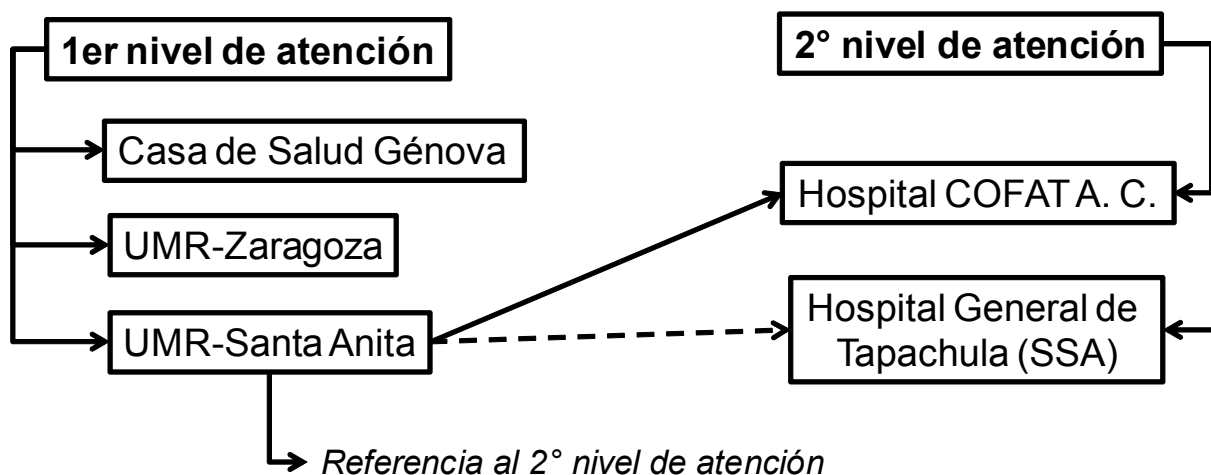 1er nivel de atención
2° nivel de atención
Casa de Salud Génova
Hospital COFAT A. C.
UMR-Zaragoza
UMR-Santa Anita
Hospital General de
Tapachula (SSA)
Referencia al 2° nivel de atención